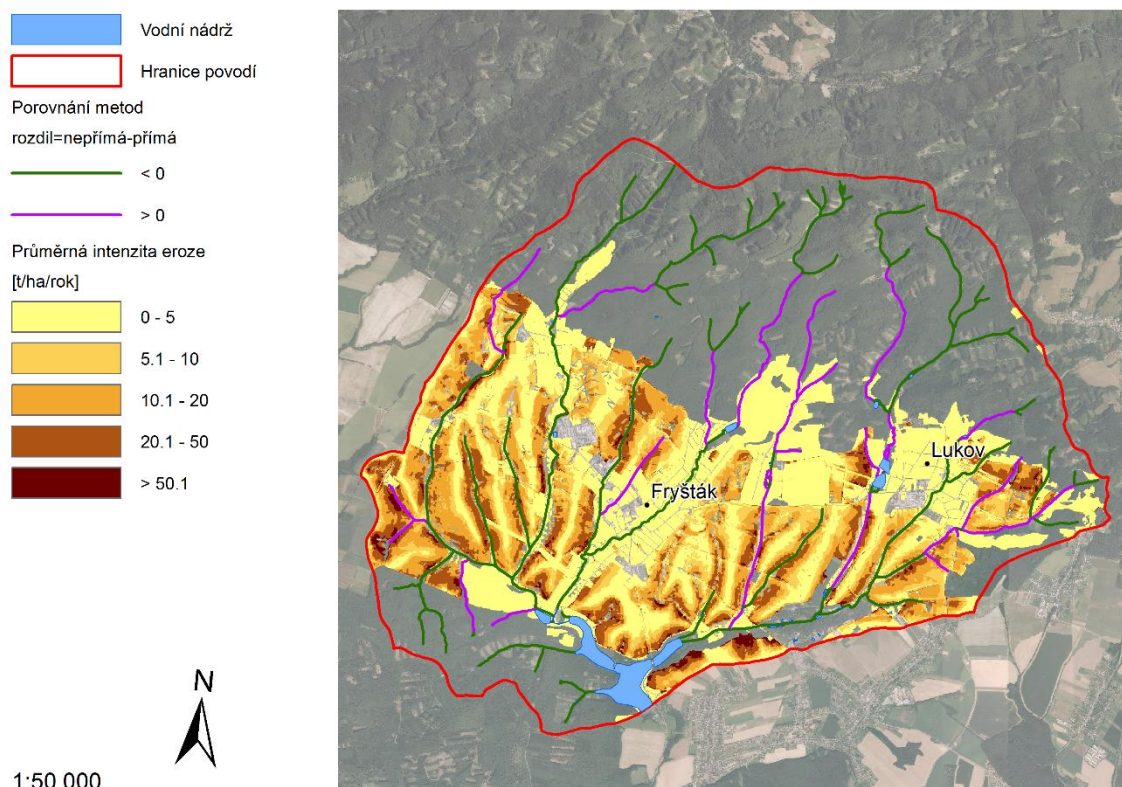 Vodní nádrž
Hranice povodí
Porovnání metod
rozdil=nepřímá-přímá
< 0
> 0
Průměrná intenzita eroze
[t/ha/rok]
0 - 5
5.1 - 10
10.1 - 20
20.1 - 50
> 50.1
N
1:50 000
Lukov
Fryšták